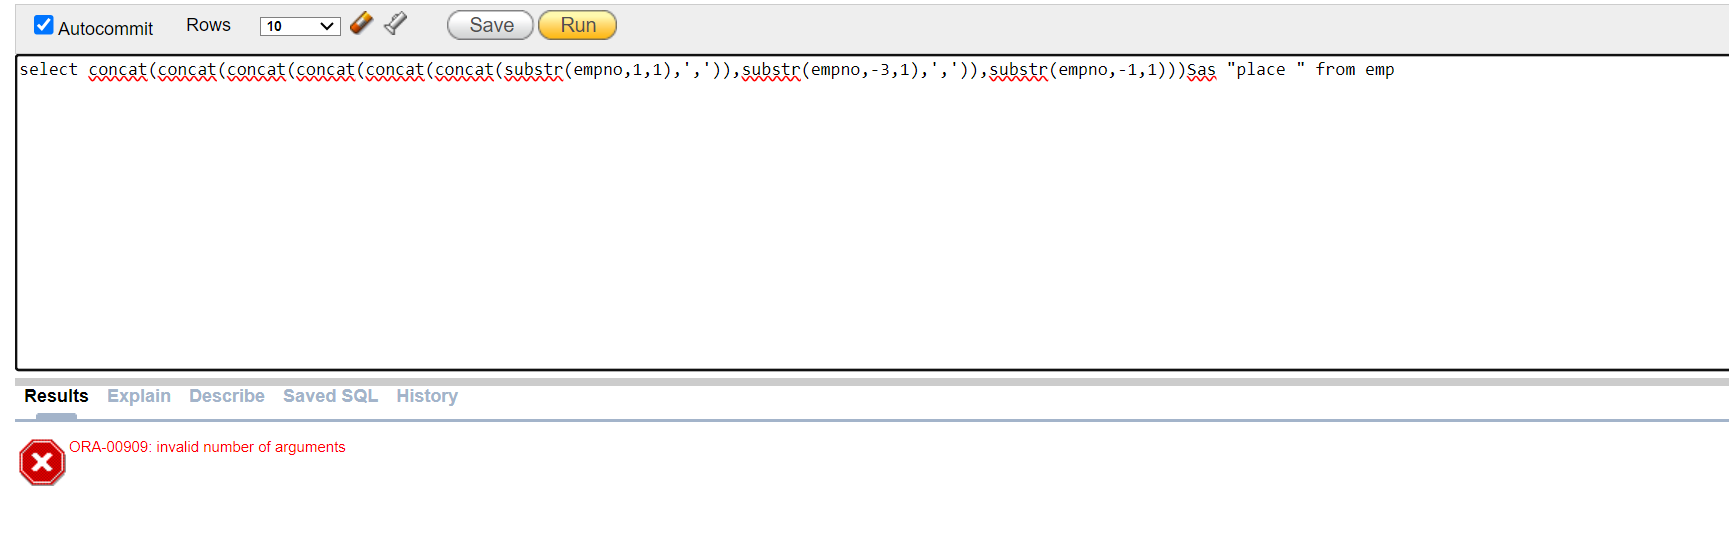 Autocommit Rows 10 Save Run
select concat(concat(concat(concat(concat(concat(substr(empno,1,1),',')),substr(empno,-3,1),',')),substr(empno,-1,1)))Sas "place " from emp
Results Explain Describe Saved SQL History
ORA-00909: invalid number of arguments